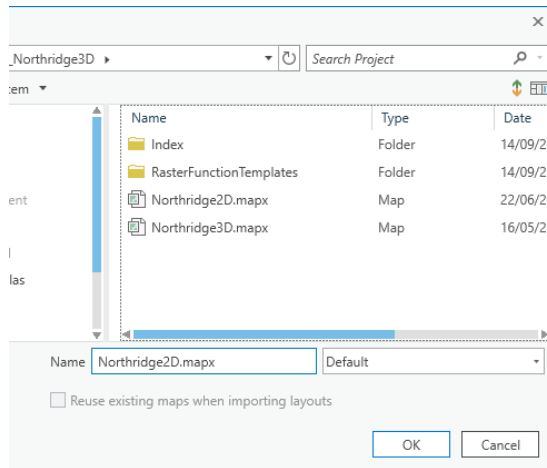 _Northridge3D
Search Project
tem
Name Type Date
Index Folder 14/09/2
RasterFunctionTemplates Folder 14/09/2
ent
Northridge2D.mapx Map 22/06/2
Northridge3D.mapx Map 16/05/2
las
Name Northridge2D.mapx Default
Reuse existing maps when importing layouts
OK Cancel